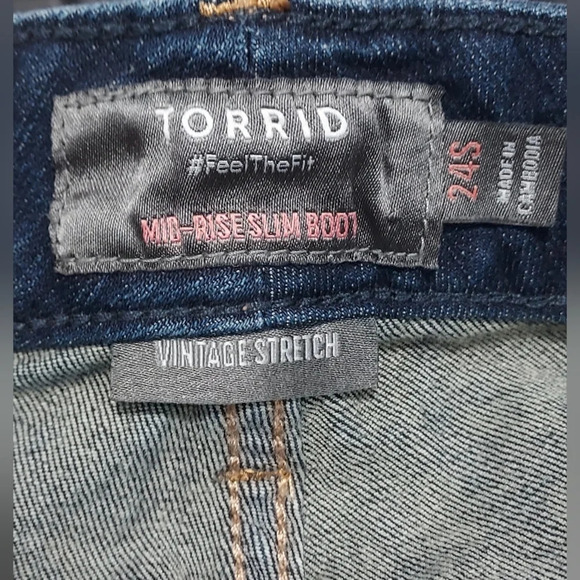 TORRID
#FeelTheFit
MID-RISE SLIM BOOT
24S
MADE IN
CAMBODIA
VINTAGE STRETCH